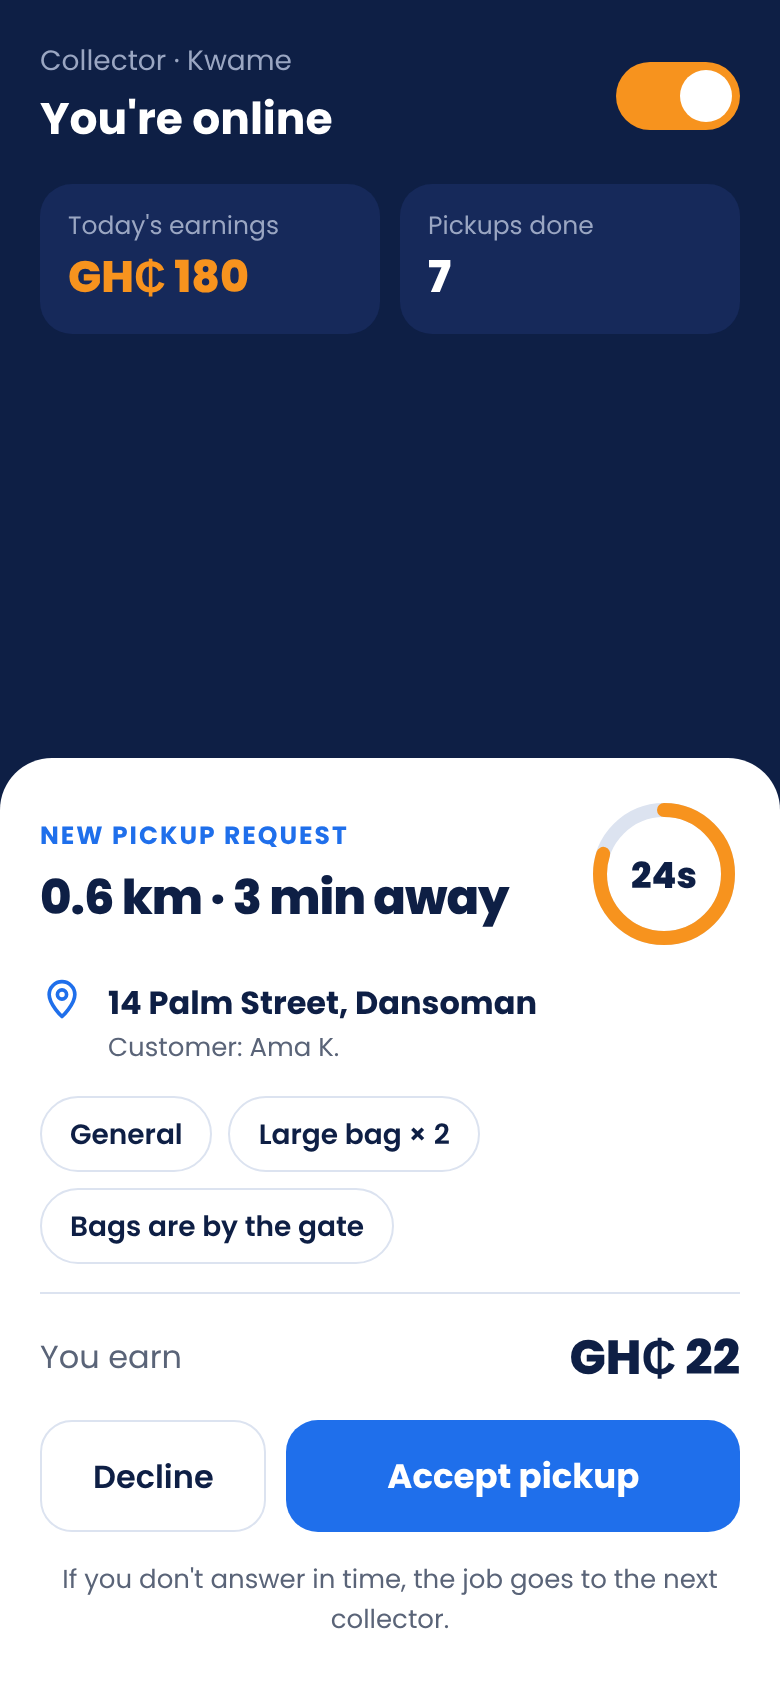 Collector · Kwame
You're online
Today's earnings
GH₵ 180
Pickups done
7
NEW PICKUP REQUEST
0.6 km · 3 min away
24s
14 Palm Street, Dansoman
Customer: Ama K.
General
Large bag × 2
Bags are by the gate
You earn
GH₵ 22
Decline
Accept pickup
If you don't answer in time, the job goes to the next
collector.